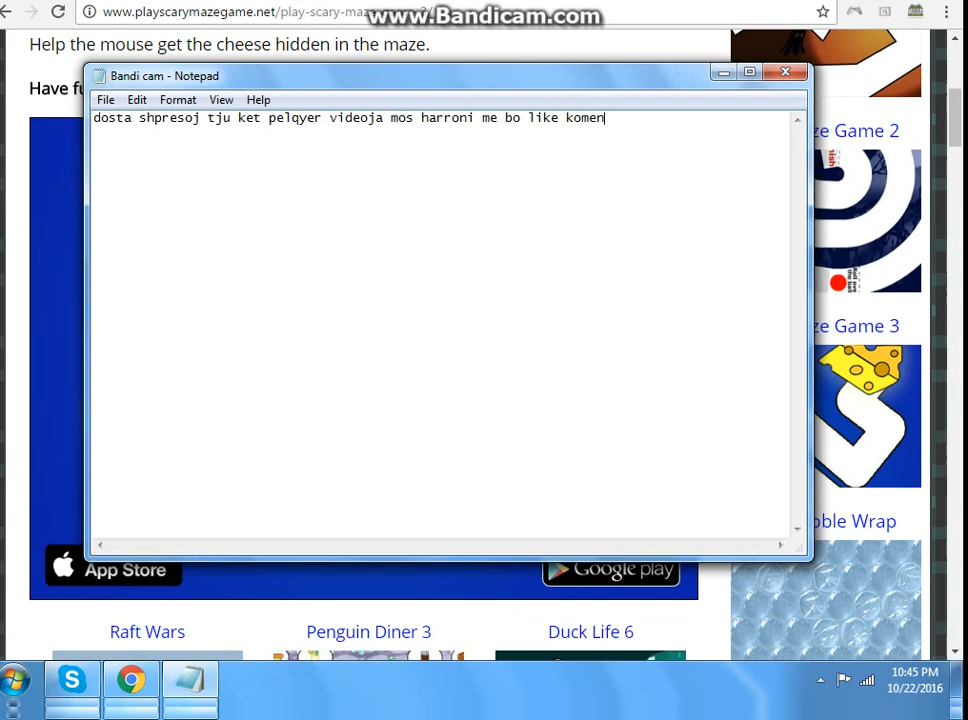 www.playscarymazegame.net/play-scary-maze-game-2/
www.Bandicam.com
Help the mouse get the cheese hidden in the maze.
Have fu
Bandi cam - Notepad
File Edit Format View Help
dosta shpresoj tju ket pelqyer videoja mos harroni me bo like komen
ze Game 2
ze Game 3
bble Wrap
App Store
Google play
Raft Wars
Penguin Diner 3
Duck Life 6
10:45 PM
10/22/2016